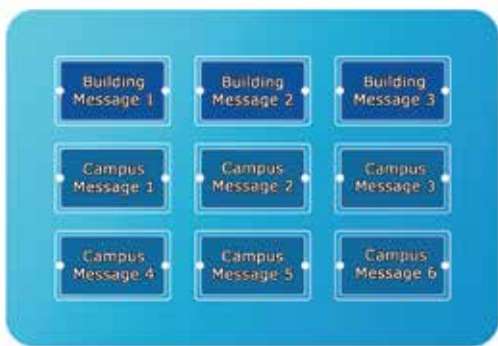 Building
Message 1
Building
Message 2
Building
Message 3
Campus
Message 1
Campus
Message 2
Campus
Message 3
Campus
Message 4
Campus
Message 5
Campus
Message 6